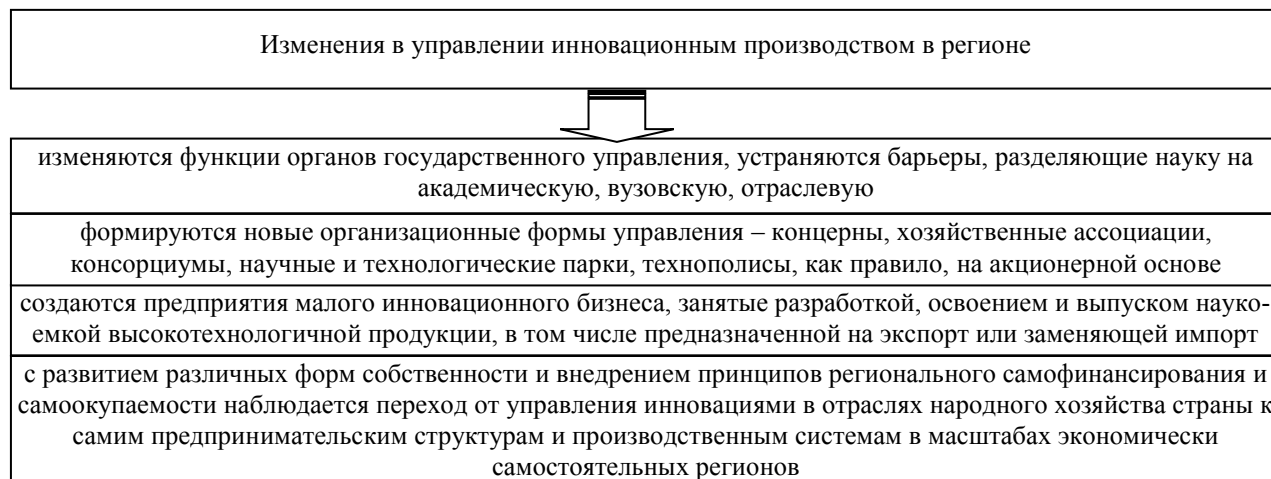 Изменения в управлении инновационным производством в регионе
изменяются функции органов государственного управления, устраняются барьеры, разделяющие науку на
академическую, вузовскую, отраслевую
формируются новые организационные формы управления – концерны, хозяйственные ассоциации,
консорциумы, научные и технологические парки, технополисы, как правило, на акционерной основе
создаются предприятия малого инновационного бизнеса, занятые разработкой, освоением и выпуском науко-
емкой высокотехнологичной продукции, в том числе предназначенной на экспорт или заменяющей импорт
с развитием различных форм собственности и внедрением принципов регионального самофинансирования и
самоокупаемости наблюдается переход от управления инновациями в отраслях народного хозяйства страны к
самим предпринимательским структурам и производственным системам в масштабах экономически
самостоятельных регионов